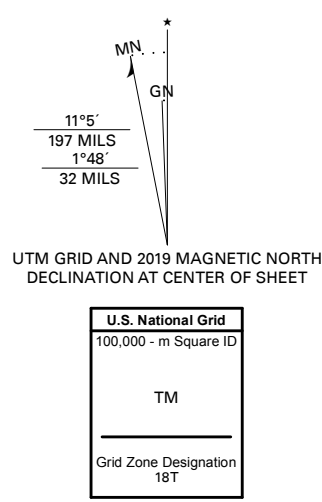 MN
GN
11°5´
197 MILS
1°48´
32 MILS
UTM GRID AND 2019 MAGNETIC NORTH
DECLINATION AT CENTER OF SHEET
U.S. National Grid
100,000 - m Square ID
TM
Grid Zone Designation
18T